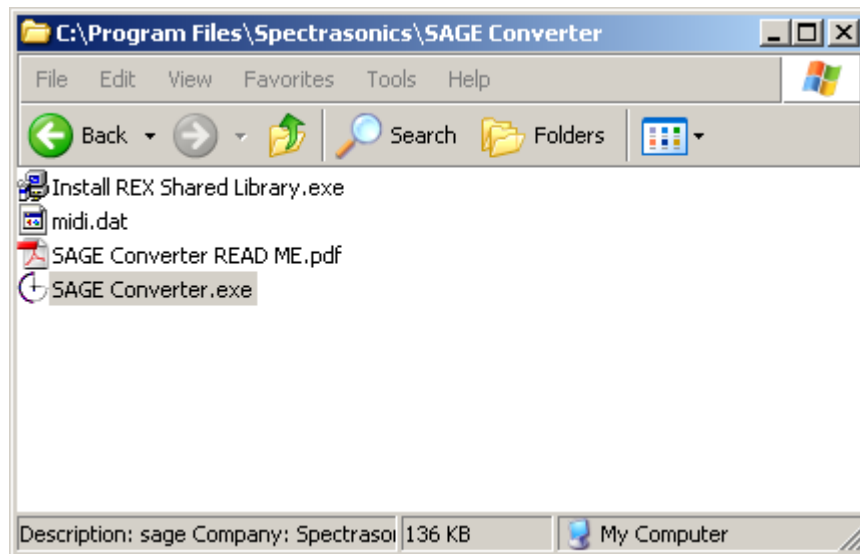 C:\Program Files\Spectrasonics\SAGE Converter
File Edit View Favorites Tools Help
Back Search Folders
Install REX Shared Library.exe
midi.dat
SAGE Converter READ ME.pdf
SAGE Converter.exe
Description: sage Company: Spectrasoi 136 KB My Computer